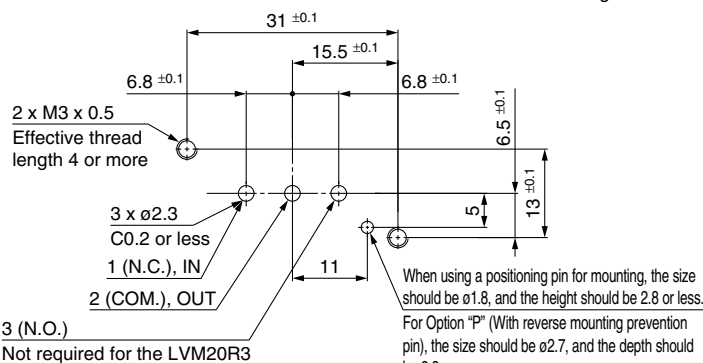 31 ±0.1
15.5 ±0.1
6.8 ±0.1
6.8 ±0.1
2 x M3 x 0.5
Effective thread
length 4 or more
6.5 ±0.1
13 ±0.1
5
3 x ø2.3
C0.2 or less
1 (N.C.), IN
11
2 (COM.), OUT
When using a positioning pin for mounting, the size
should be ø1.8, and the height should be 2.8 or less.
For Option “P” (With reverse mounting prevention
pin), the size should be ø2.7, and the depth should
3 (N.O.)
Not required for the LVM20R3